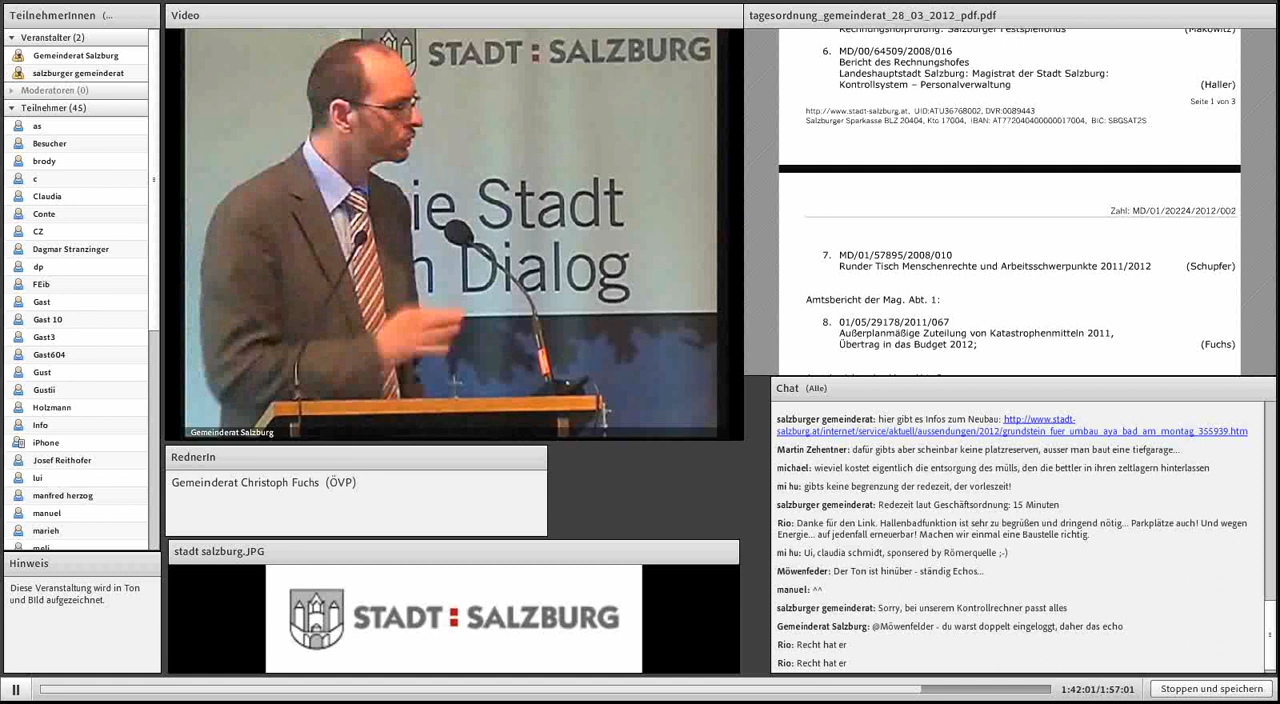 TeilnehmerInnen (...
Veranstalter (2)
Gemeinderat Salzburg
salzburger gemeinderat
Moderatoren (0)
Teilnehmer (45)
as
Besucher
brody
c
Claudia
Conte
CZ
Dagmar Stranzinger
dp
FEib
Gast
Gast 10
Gast3
Gast604
Gust
Gustii
Holzmann
Info
iPhone
Josef Reithofer
lui
manfred herzog
manuel
marieh
meli
Hinweis
Diese Veranstaltung wird in Ton
und BIld aufgezeichnet.
Video
STADT : SALZBURG
ie Stadt
n Dialog
Gemeinderat Salzburg
RednerIn
Gemeinderat Christoph Fuchs (ÖVP)
stadt salzburg.JPG
STADT : SALZBURG
tagesordnung_gemeinderat_28_03_2012_pdf.pdf
Rechnungshofprüfung: Salzburger Festspielfonds (Makowitz)
6. MD/00/64509/2008/016
Bericht des Rechnungshofes
Landeshauptstadt Salzburg: Magistrat der Stadt Salzburg:
Kontrollsystem – Personalverwaltung (Haller)
Seite 1 von 3
http://www.stadt-salzburg.at, UID:ATU36768002, DVR:0089443
Salzburger Sparkasse BLZ 20404, Kto 17004, IBAN: AT772040400000017004, BIC: SBGSAT2S
Zahl: MD/01/20224/2012/002
7. MD/01/57895/2008/010
Runder Tisch Menschenrechte und Arbeitsschwerpunkte 2011/2012 (Schupfer)
Amtsbericht der Mag. Abt. 1:
8. 01/05/29178/2011/067
Außerplanmäßige Zuteilung von Katastrophenmitteln 2011,
Übertrag in das Budget 2012; (Fuchs)
Chat (Alle)
salzburger gemeinderat: hier gibt es Infos zum Neubau: http://www.stadt-
salzburg.at/internet/service/aktuell/aussendungen/2012/grundstein_fuer_umbau_aya_bad_am_montag_355939.htm
Martin Zehentner: dafür gibts aber scheinbar keine platzreserven, ausser man baut eine tiefgarage...
michael: wieviel kostet eigentlich die entsorgung des mülls, den die bettler in ihren zeltlagern hinterlassen
mi hu: gibts keine begrenzung der redezeit, der vorleszeit!
salzburger gemeinderat: Redezeit laut Geschäftsordnung: 15 Minuten
Rio: Danke für den Link. Hallenbadfunktion ist sehr zu begrüßen und dringend nötig... Parkplätze auch! Und wegen
Energie... auf jedenfall erneuerbar! Machen wir einmal eine Baustelle richtig.
mi hu: Ui, claudia schmidt, sponsered by Römerquelle ;-)
Möwenfeder: Der Ton ist hinüber - ständig Echos...
manuel: ^^
salzburger gemeinderat: Sorry, bei unserem Kontrollrechner passt alles
Gemeinderat Salzburg: @Möwenfelder - du warst doppelt eingeloggt, daher das echo
Rio: Recht hat er
Rio: Recht hat er
1:42:01/1:57:01
Stoppen und speichern